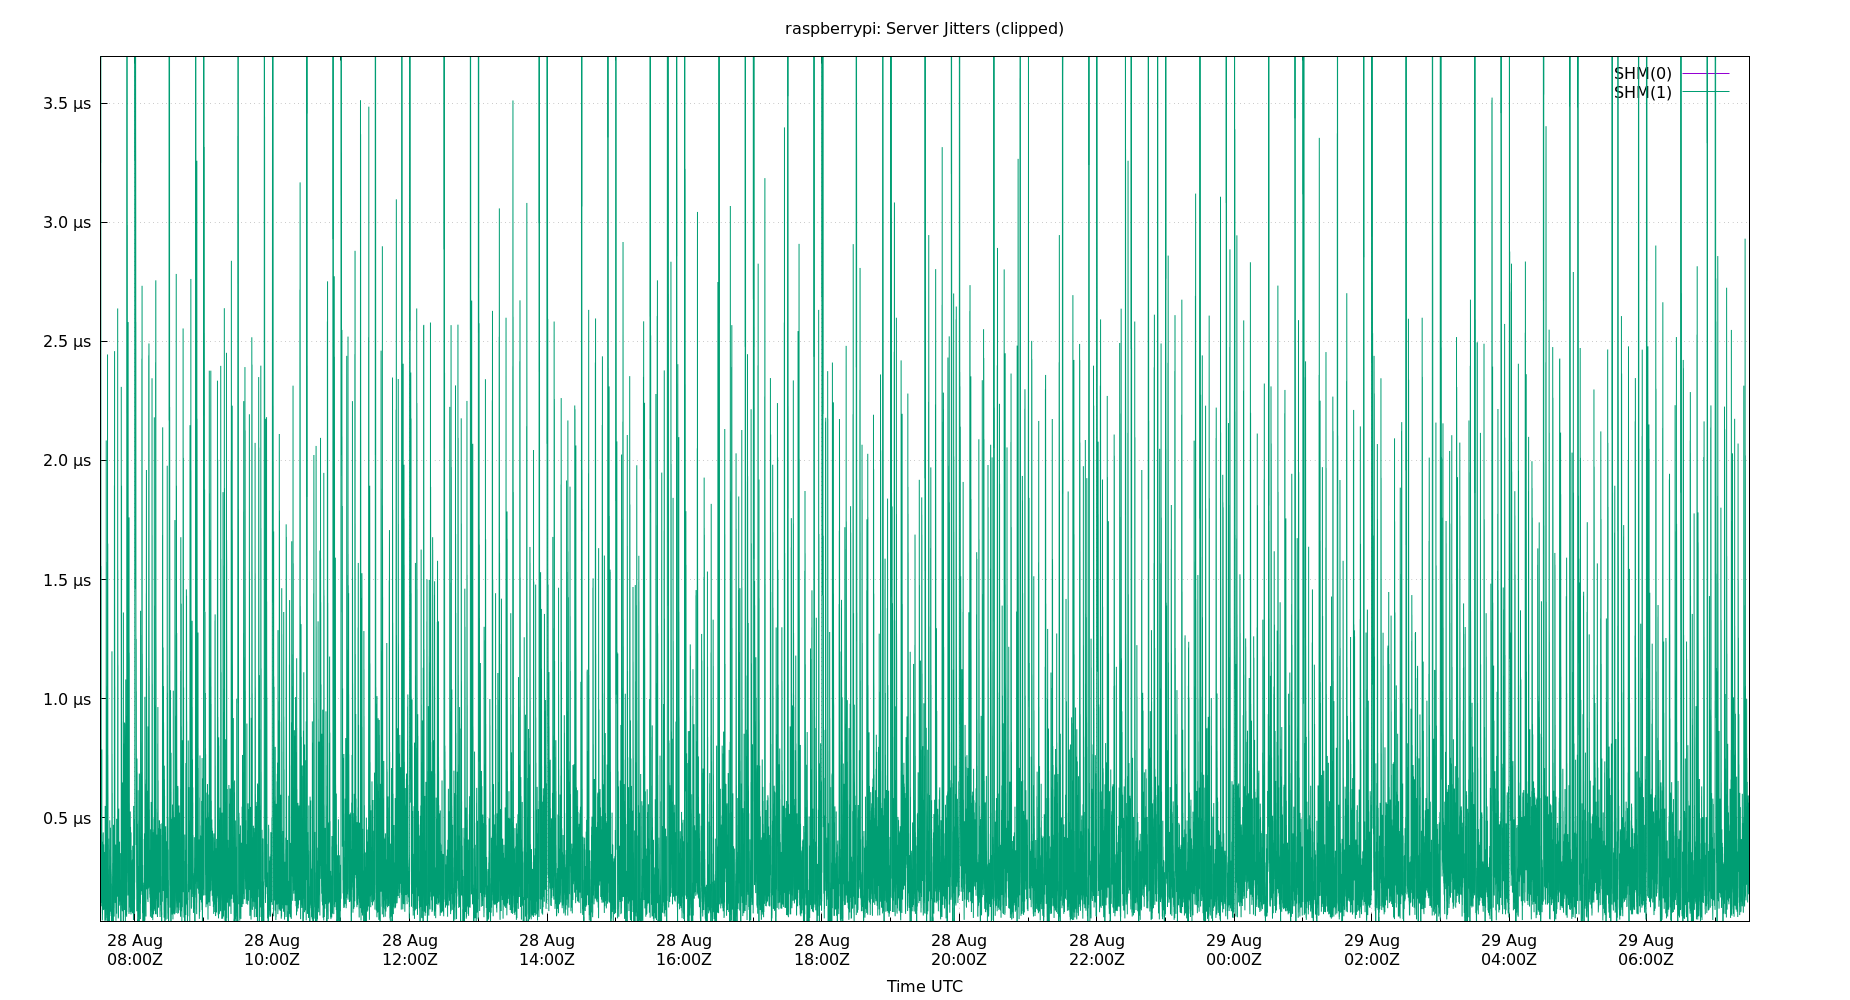 raspberrypi: Server Jitters (clipped)
SHM(0)
SHM(1)
3.5 µs
3.0 µs
2.5 µs
2.0 µs
1.5 µs
1.0 µs
0.5 µs
28 Aug 28 Aug 28 Aug 28 Aug 28 Aug 28 Aug 28 Aug 28 Aug 29 Aug 29 Aug 29 Aug 29 Aug
08:00Z 10:00Z 12:00Z 14:00Z 16:00Z 18:00Z 20:00Z 22:00Z 00:00Z 02:00Z 04:00Z 06:00Z
Time UTC